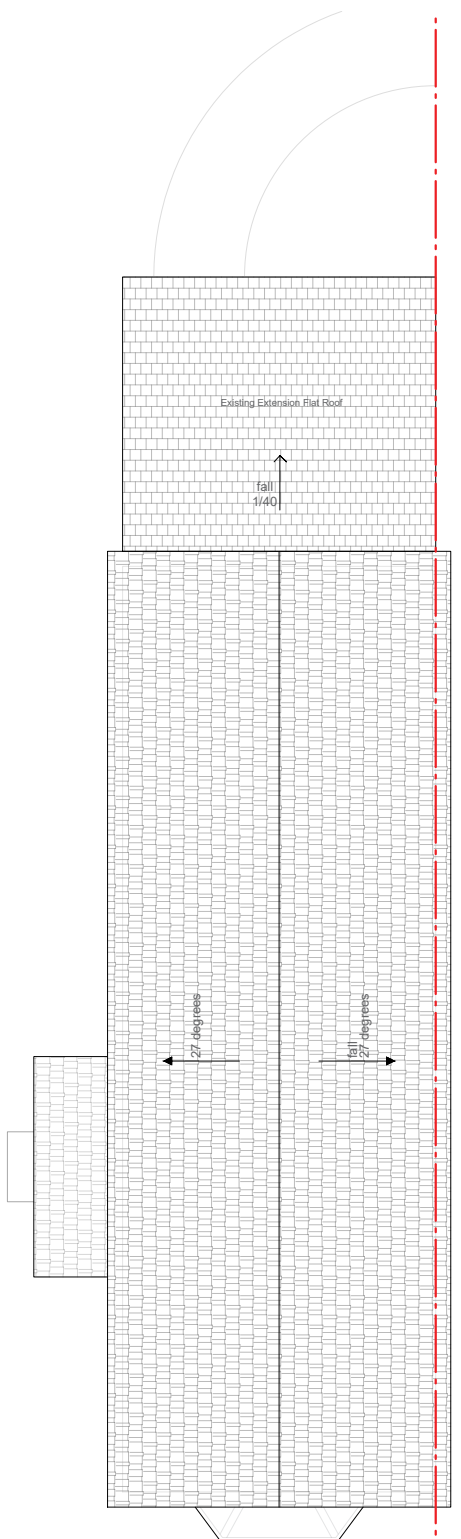 Existing Extension Flat Roof
fall
1/40
27 degrees
fall
27 degrees